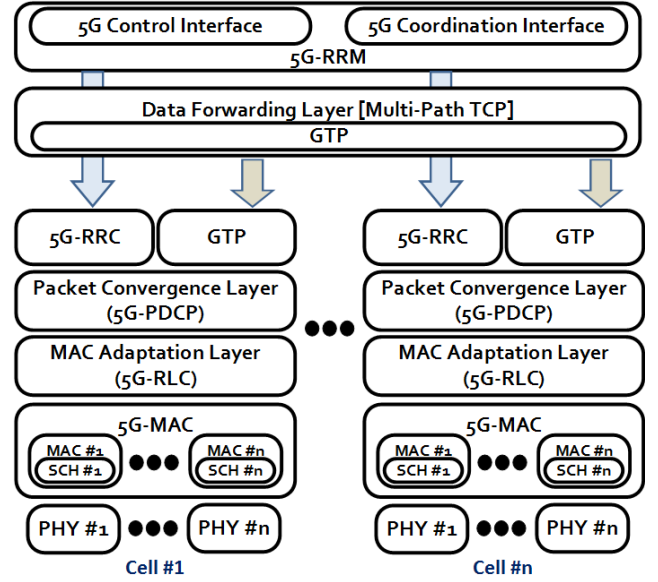 5G Control Interface 5G Coordination Interface
5G-RRM
Data Forwarding Layer [Multi-Path TCP]
GTP
5G-RRC GTP 5G-RRC GTP
Packet Convergence Layer Packet Convergence Layer
(5G-PDCP) (5G-PDCP)
MAC Adaptation Layer MAC Adaptation Layer
(5G-RLC) (5G-RLC)
5G-MAC 5G-MAC
MAC #1 MAC #n MAC #1 MAC #n
SCH #1 SCH #n SCH #1 SCH #n
PHY #1 PHY #n PHY #1 PHY #n
Cell #1 Cell #n